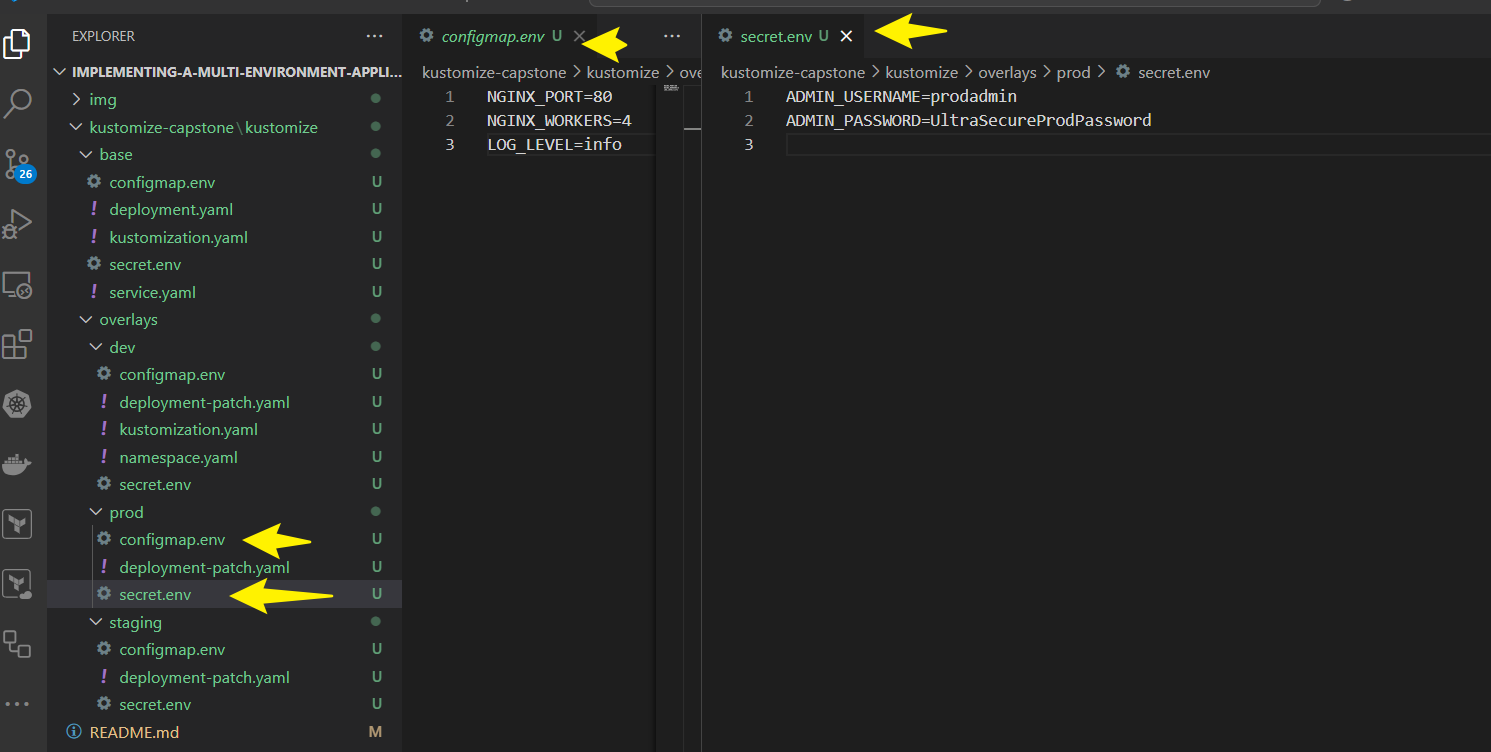 EXPLORER
IMPLEMENTING-A-MULTI-ENVIRONMENT-APPLI...
img
kustomize-capstone\kustomize
base
configmap.env U
deployment.yaml U
kustomization.yaml U
secret.env U
service.yaml U
overlays
dev
configmap.env U
deployment-patch.yaml U
kustomization.yaml U
namespace.yaml U
secret.env U
prod
configmap.env U
deployment-patch.yaml U
secret.env U
staging
configmap.env U
deployment-patch.yaml U
secret.env U
README.md M
26
configmap.env U
kustomize-capstone > kustomize > ove
1 NGINX_PORT=80
2 NGINX_WORKERS=4
3 LOG_LEVEL=info
secret.env U
kustomize-capstone > kustomize > overlays > prod > secret.env
1 ADMIN_USERNAME=prodadmin
2 ADMIN_PASSWORD=UltraSecureProdPassword
3